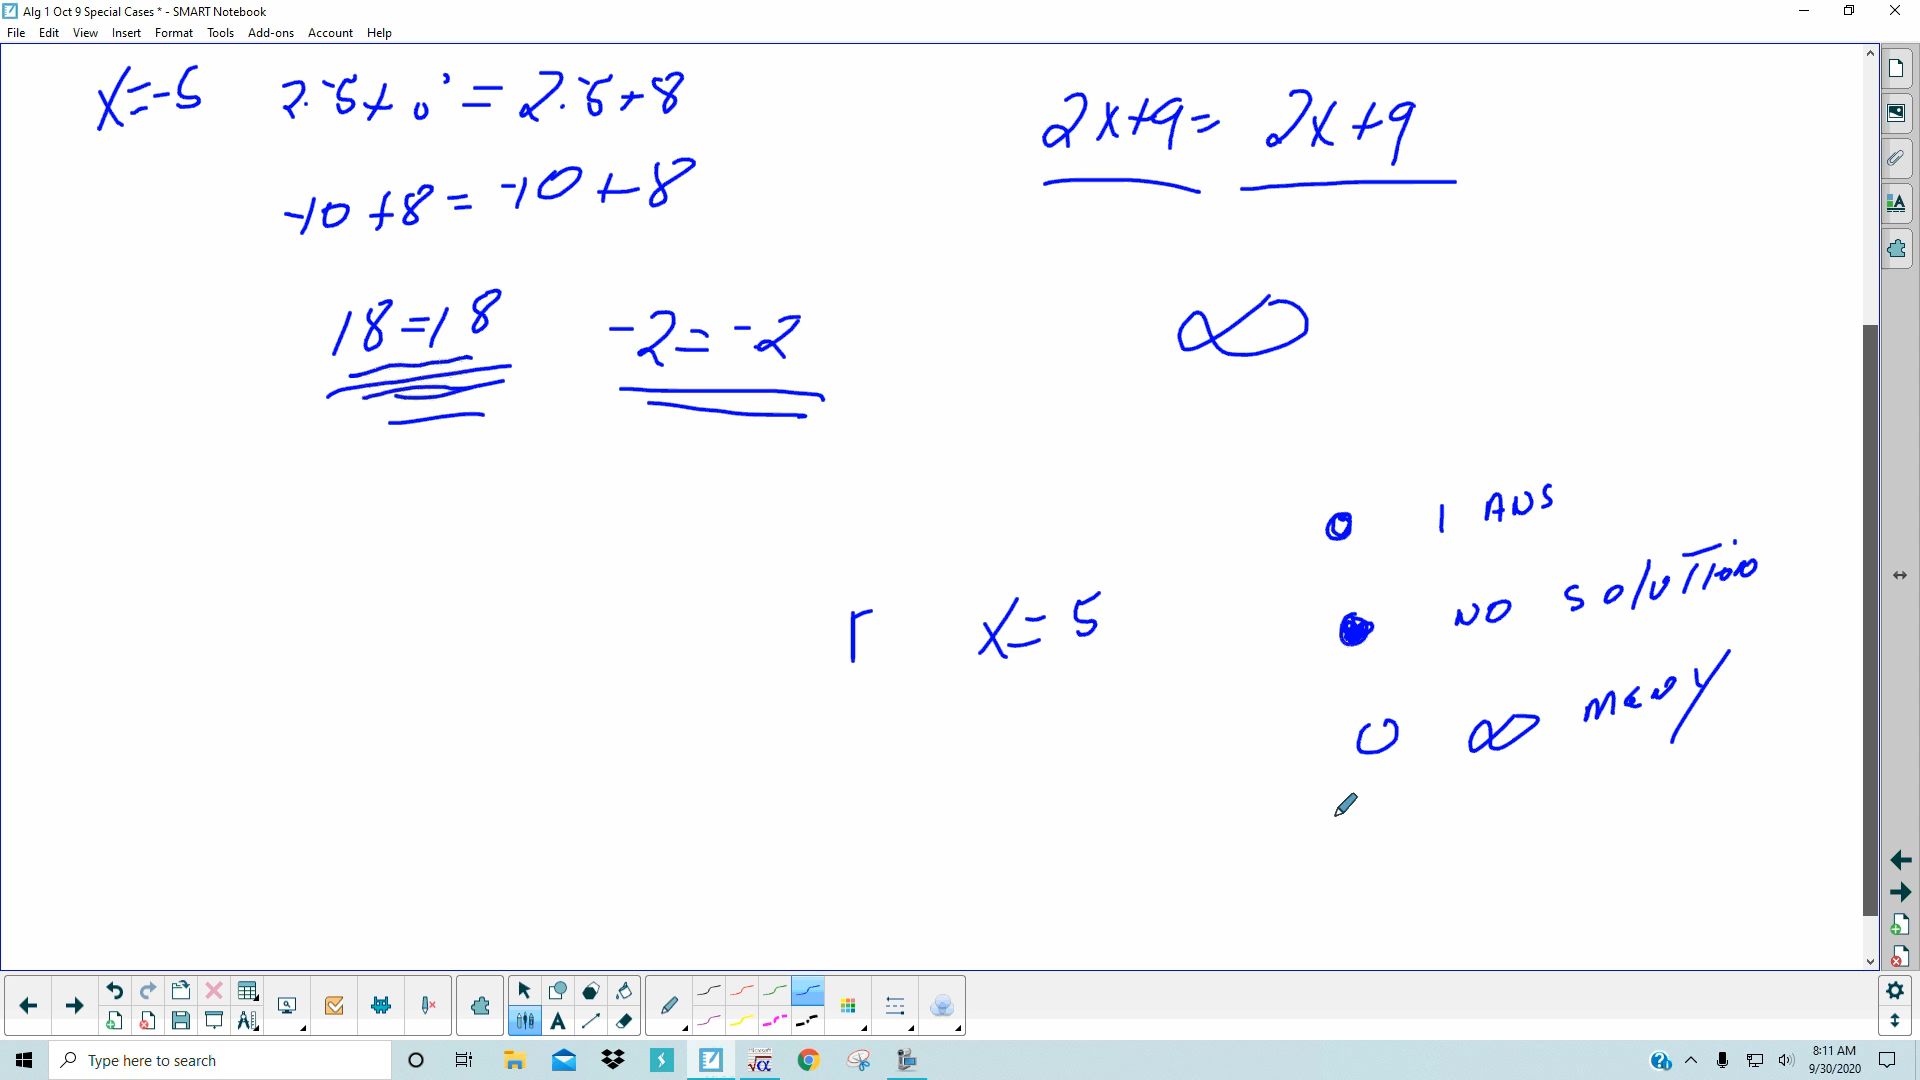 Alg 1 Oct 9 Special Cases * - SMART Notebook
File Edit View Insert Format Tools Add-ons Account Help
x=-5 2·-5+ = 2·-5+8
-10+8=-10+8
18=18 -2=-2
2x+9= 2x+9
∞
1 ANS
NO SOLUTION
x=5
∞ MANY
Type here to search
8:11 AM
9/30/2020